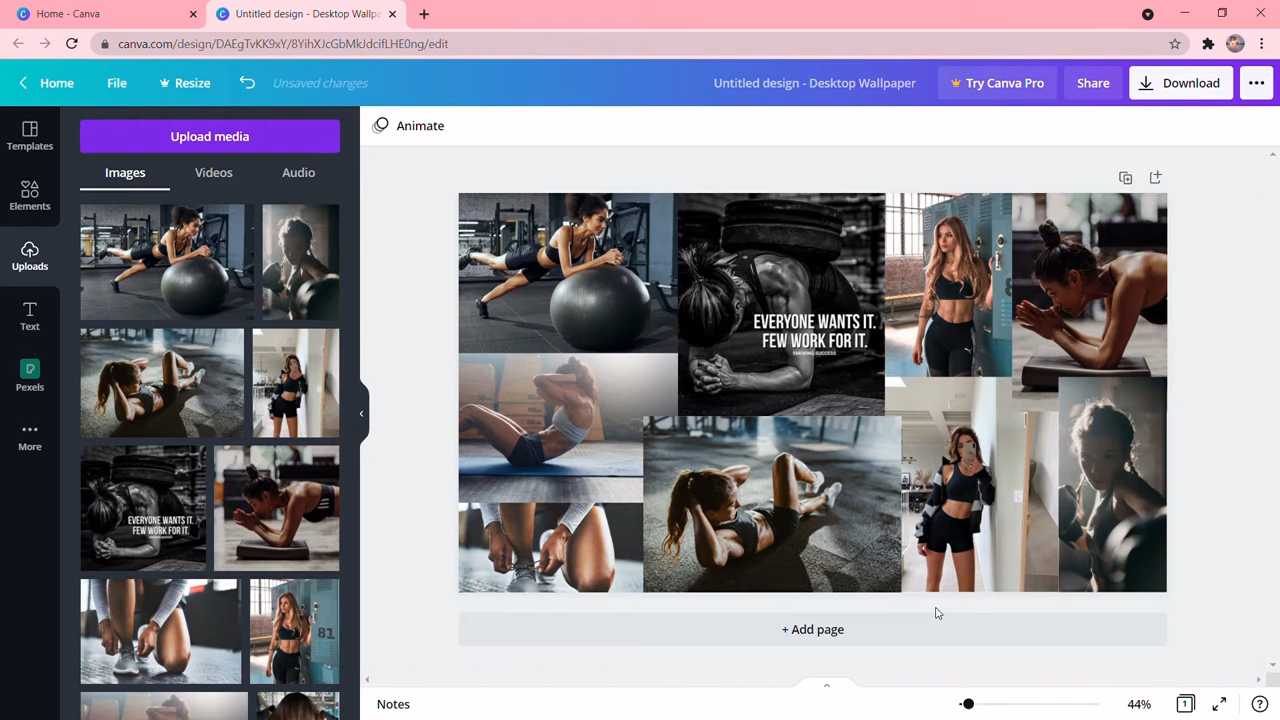 Home - Canva
Untitled design - Desktop Wallpa
canva.com/design/DAEgTvKK9xY/8YihXJcGbMkJdcifLHE0ng/edit
Home
File
Resize
Unsaved changes
Untitled design - Desktop Wallpaper
Try Canva Pro
Share
Download
Templates
Elements
Uploads
Text
Pexels
More
Upload media
Images
Videos
Audio
EVERYONE WANTS IT.
FEW WORK FOR IT.
81
Animate
EVERYONE WANTS IT.
FEW WORK FOR IT.
SMOKING SUCCESS
8
+ Add page
Notes
44%
1